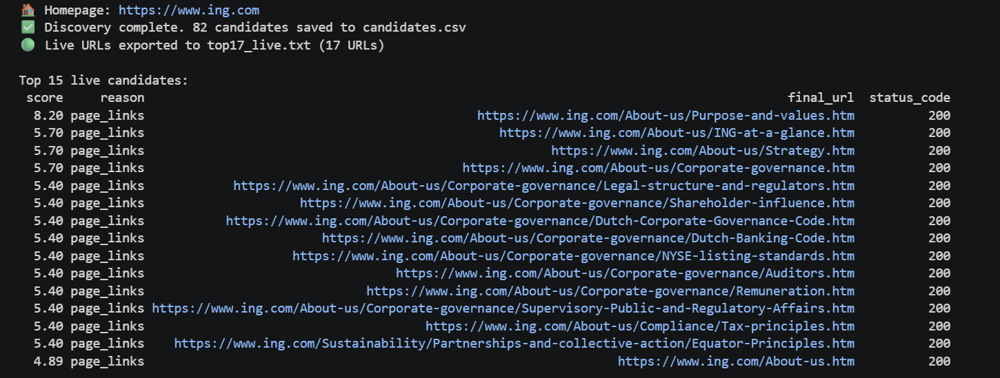 🏠 Homepage: https://www.ing.com
✅ Discovery complete. 82 candidates saved to candidates.csv
🟢 Live URLs exported to top17_live.txt (17 URLs)
Top 15 live candidates:
score reason final_url status_code
8.20 page_links https://www.ing.com/About-us/Purpose-and-values.htm 200
5.70 page_links https://www.ing.com/About-us/ING-at-a-glance.htm 200
5.70 page_links https://www.ing.com/About-us/Strategy.htm 200
5.70 page_links https://www.ing.com/About-us/Corporate-governance.htm 200
5.40 page_links https://www.ing.com/About-us/Corporate-governance/Legal-structure-and-regulators.htm 200
5.40 page_links https://www.ing.com/About-us/Corporate-governance/Shareholder-influence.htm 200
5.40 page_links https://www.ing.com/About-us/Corporate-governance/Dutch-Corporate-Governance-Code.htm 200
5.40 page_links https://www.ing.com/About-us/Corporate-governance/Dutch-Banking-Code.htm 200
5.40 page_links https://www.ing.com/About-us/Corporate-governance/NYSE-listing-standards.htm 200
5.40 page_links https://www.ing.com/About-us/Corporate-governance/Auditors.htm 200
5.40 page_links https://www.ing.com/About-us/Corporate-governance/Remuneration.htm 200
5.40 page_links https://www.ing.com/About-us/Corporate-governance/Supervisory-Public-and-Regulatory-Affairs.htm 200
5.40 page_links https://www.ing.com/About-us/Compliance/Tax-principles.htm 200
5.40 page_links https://www.ing.com/Sustainability/Partnerships-and-collective-action/Equator-Principles.htm 200
4.89 page_links https://www.ing.com/About-us.htm 200